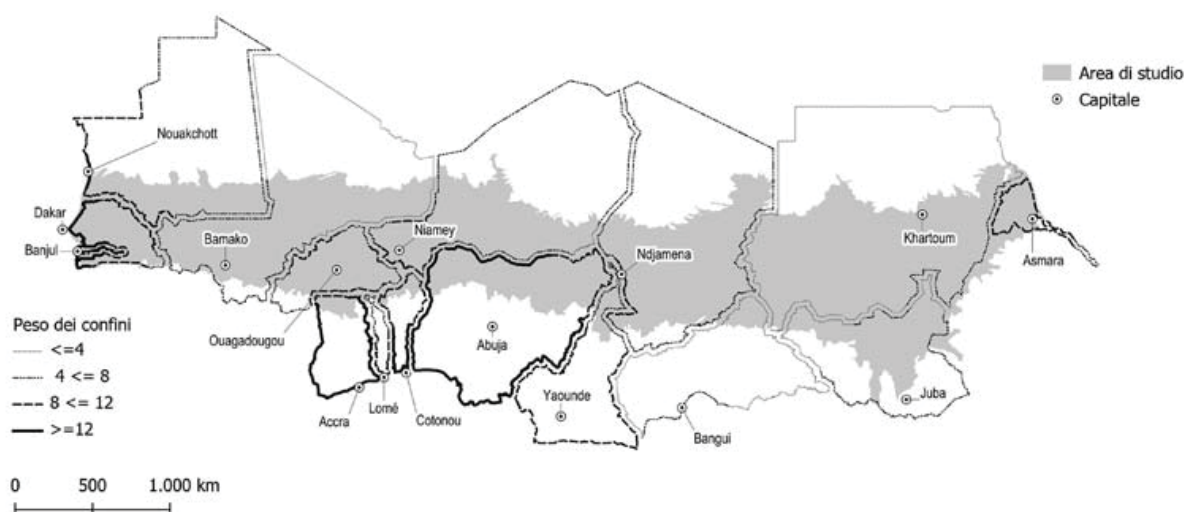 Area di studio
Capitale
Nouakchott
Dakar
Banjul
Bamako
Niamey
Ndjamena
Khartoum
Asmara
Ouagadougou
Abuja
Accra
Lomé
Cotonou
Yaounde
Bangui
Juba
Peso dei confini
<=4
4 <= 8
8 <= 12
>=12
0 500 1.000 km